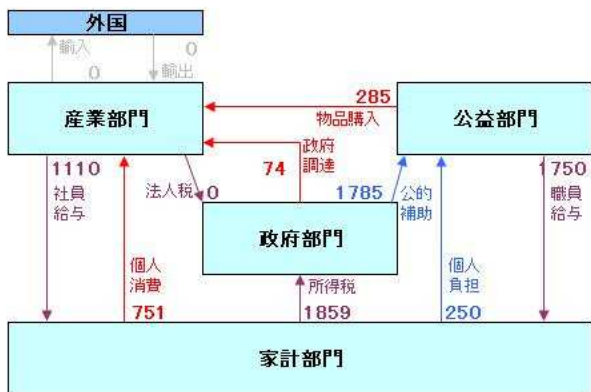 外国
輸入
0
0
輸出
産業部門
公益部門
285
物品購入
政府
調達
74
1110
社員
給与
法人税
0
1785
公的
補助
1750
職員
給与
政府部門
個人
消費
751
所得税
1859
個人
負担
250
家計部門